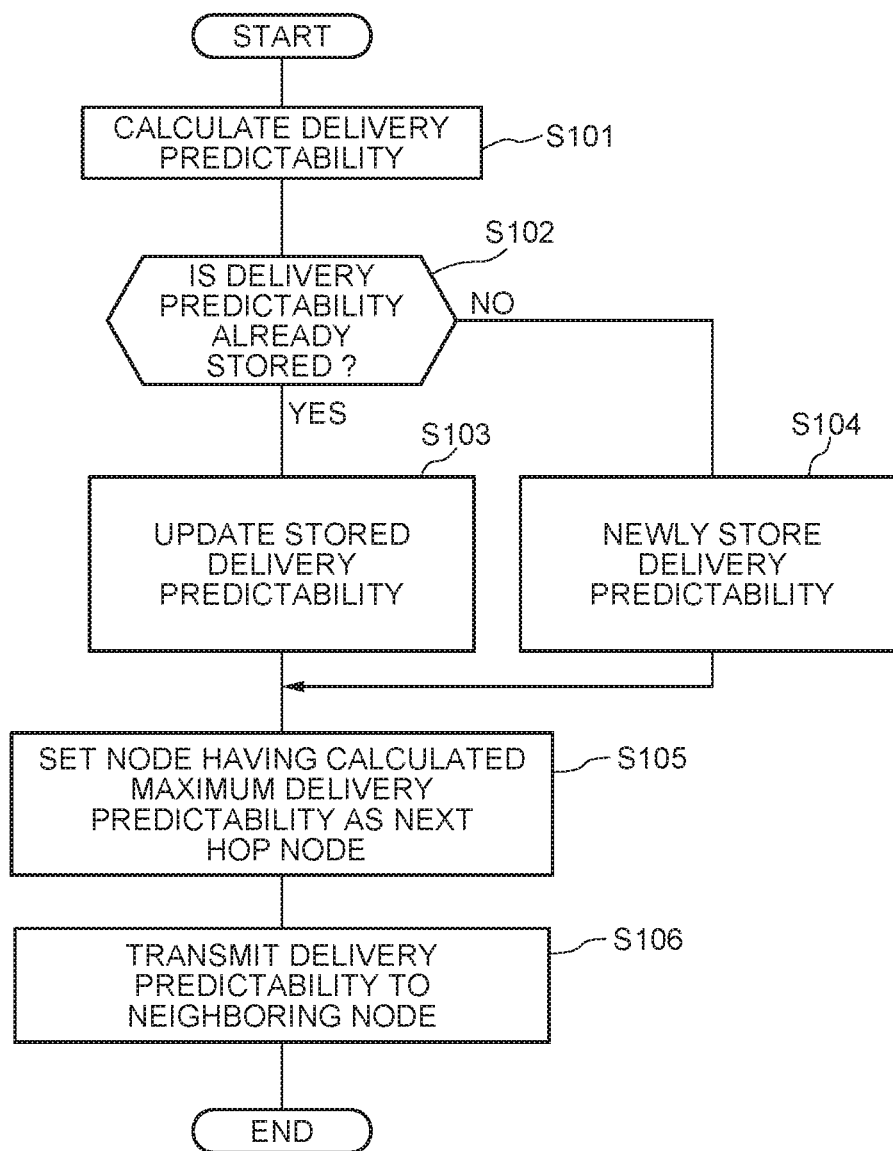 START
CALCULATE DELIVERY
PREDICTABILITY
S101
S102
IS DELIVERY
PREDICTABILITY
ALREADY
STORED ?
NO
YES
S103
S104
UPDATE STORED
DELIVERY
PREDICTABILITY
NEWLY STORE
DELIVERY
PREDICTABILITY
SET NODE HAVING CALCULATED
MAXIMUM DELIVERY
PREDICTABILITY AS NEXT
HOP NODE
S105
TRANSMIT DELIVERY
PREDICTABILITY TO
NEIGHBORING NODE
S106
END